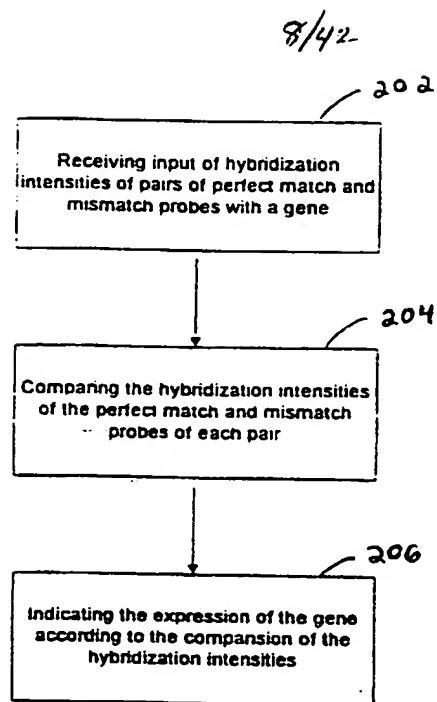 8/42
202
Receiving input of hybridization
intensities of pairs of perfect match and
mismatch probes with a gene
204
Comparing the hybridization intensities
of the perfect match and mismatch
probes of each pair
206
Indicating the expression of the gene
according to the compansion of the
hybridization intensities